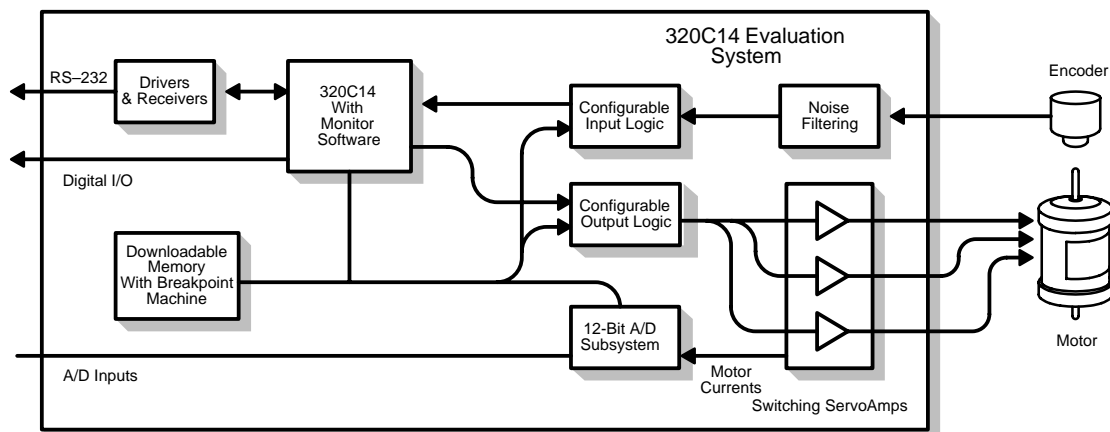 320C14 Evaluation
System
RS–232
Drivers
& Receivers
320C14
With
Monitor
Software
Configurable
Input Logic
Noise
Filtering
Encoder
Digital I/O
Configurable
Output Logic
Downloadable
Memory
With Breakpoint
Machine
12-Bit A/D
Subsystem
Motor
A/D Inputs
Motor
Currents
Switching ServoAmps